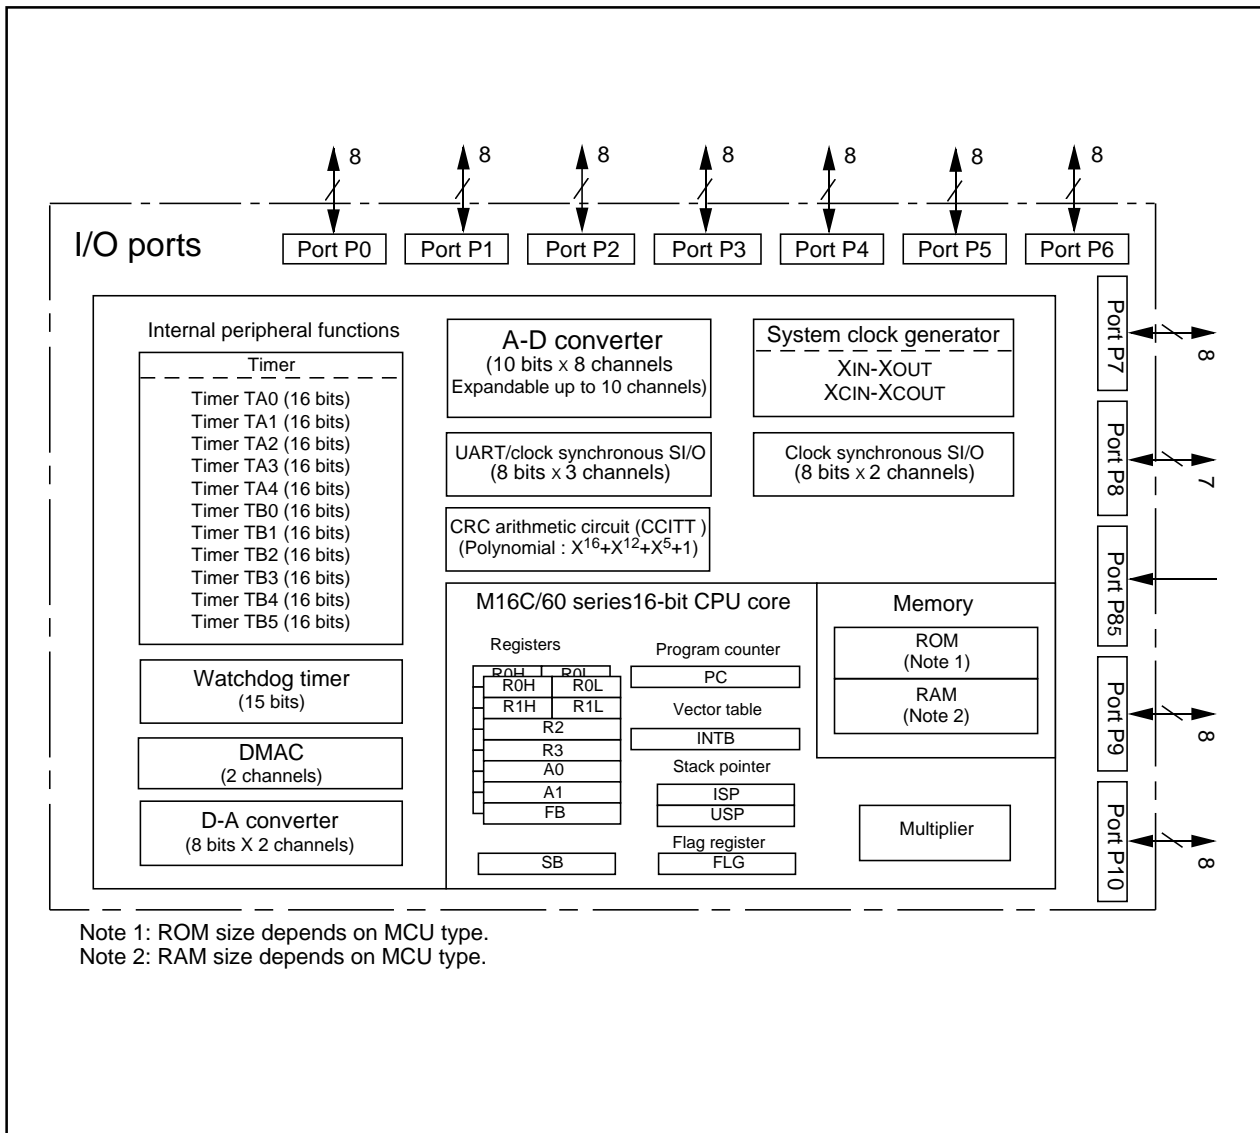 8 8 8 8 8 8 8
I/O ports
Port P0 Port P1 Port P2 Port P3 Port P4 Port P5 Port P6
Port P7
8
Port P8
7
Port P85
Port P9
8
Port P10
8
Internal peripheral functions
Timer
Timer TA0 (16 bits)
Timer TA1 (16 bits)
Timer TA2 (16 bits)
Timer TA3 (16 bits)
Timer TA4 (16 bits)
Timer TB0 (16 bits)
Timer TB1 (16 bits)
Timer TB2 (16 bits)
Timer TB3 (16 bits)
Timer TB4 (16 bits)
Timer TB5 (16 bits)
Watchdog timer
(15 bits)
DMAC
(2 channels)
D-A converter
(8 bits X 2 channels)
A-D converter
(10 bits x 8 channels
Expandable up to 10 channels)
UART/clock synchronous SI/O
(8 bits x 3 channels)
CRC arithmetic circuit (CCITT )
(Polynomial : X16+X12+X5+1)
System clock generator
XIN-XOUT
XCIN-XCOUT
Clock synchronous SI/O
(8 bits x 2 channels)
M16C/60 series16-bit CPU core
Registers
R0H R0L
R0H R0L
R1H R1L
R2
R3
A0
A1
FB
SB
Program counter
PC
Vector table
INTB
Stack pointer
ISP
USP
Flag register
FLG
Memory
ROM
(Note 1)
RAM
(Note 2)
Multiplier
Note 1: ROM size depends on MCU type.
Note 2: RAM size depends on MCU type.